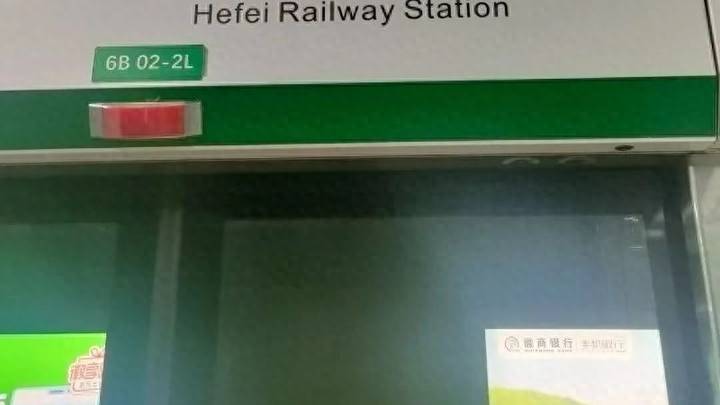 Hefei Railway Station
6B 02-2L
徽商银行